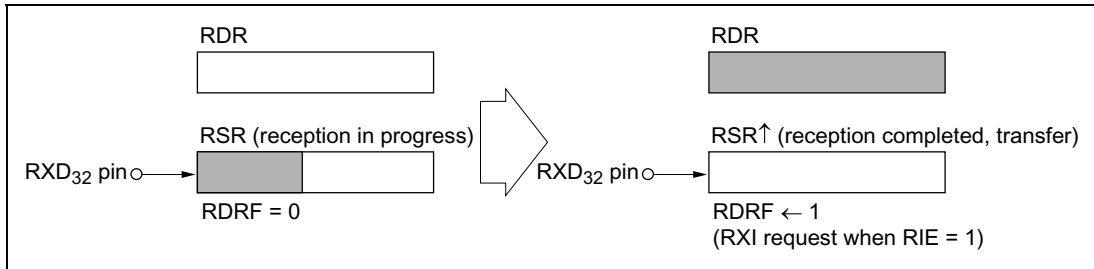 RDR
RSR (reception in progress)
RXD32 pin
RDRF = 0
RDR
RSR↑ (reception completed, transfer)
RXD32 pin
RDRF ← 1
(RXI request when RIE = 1)